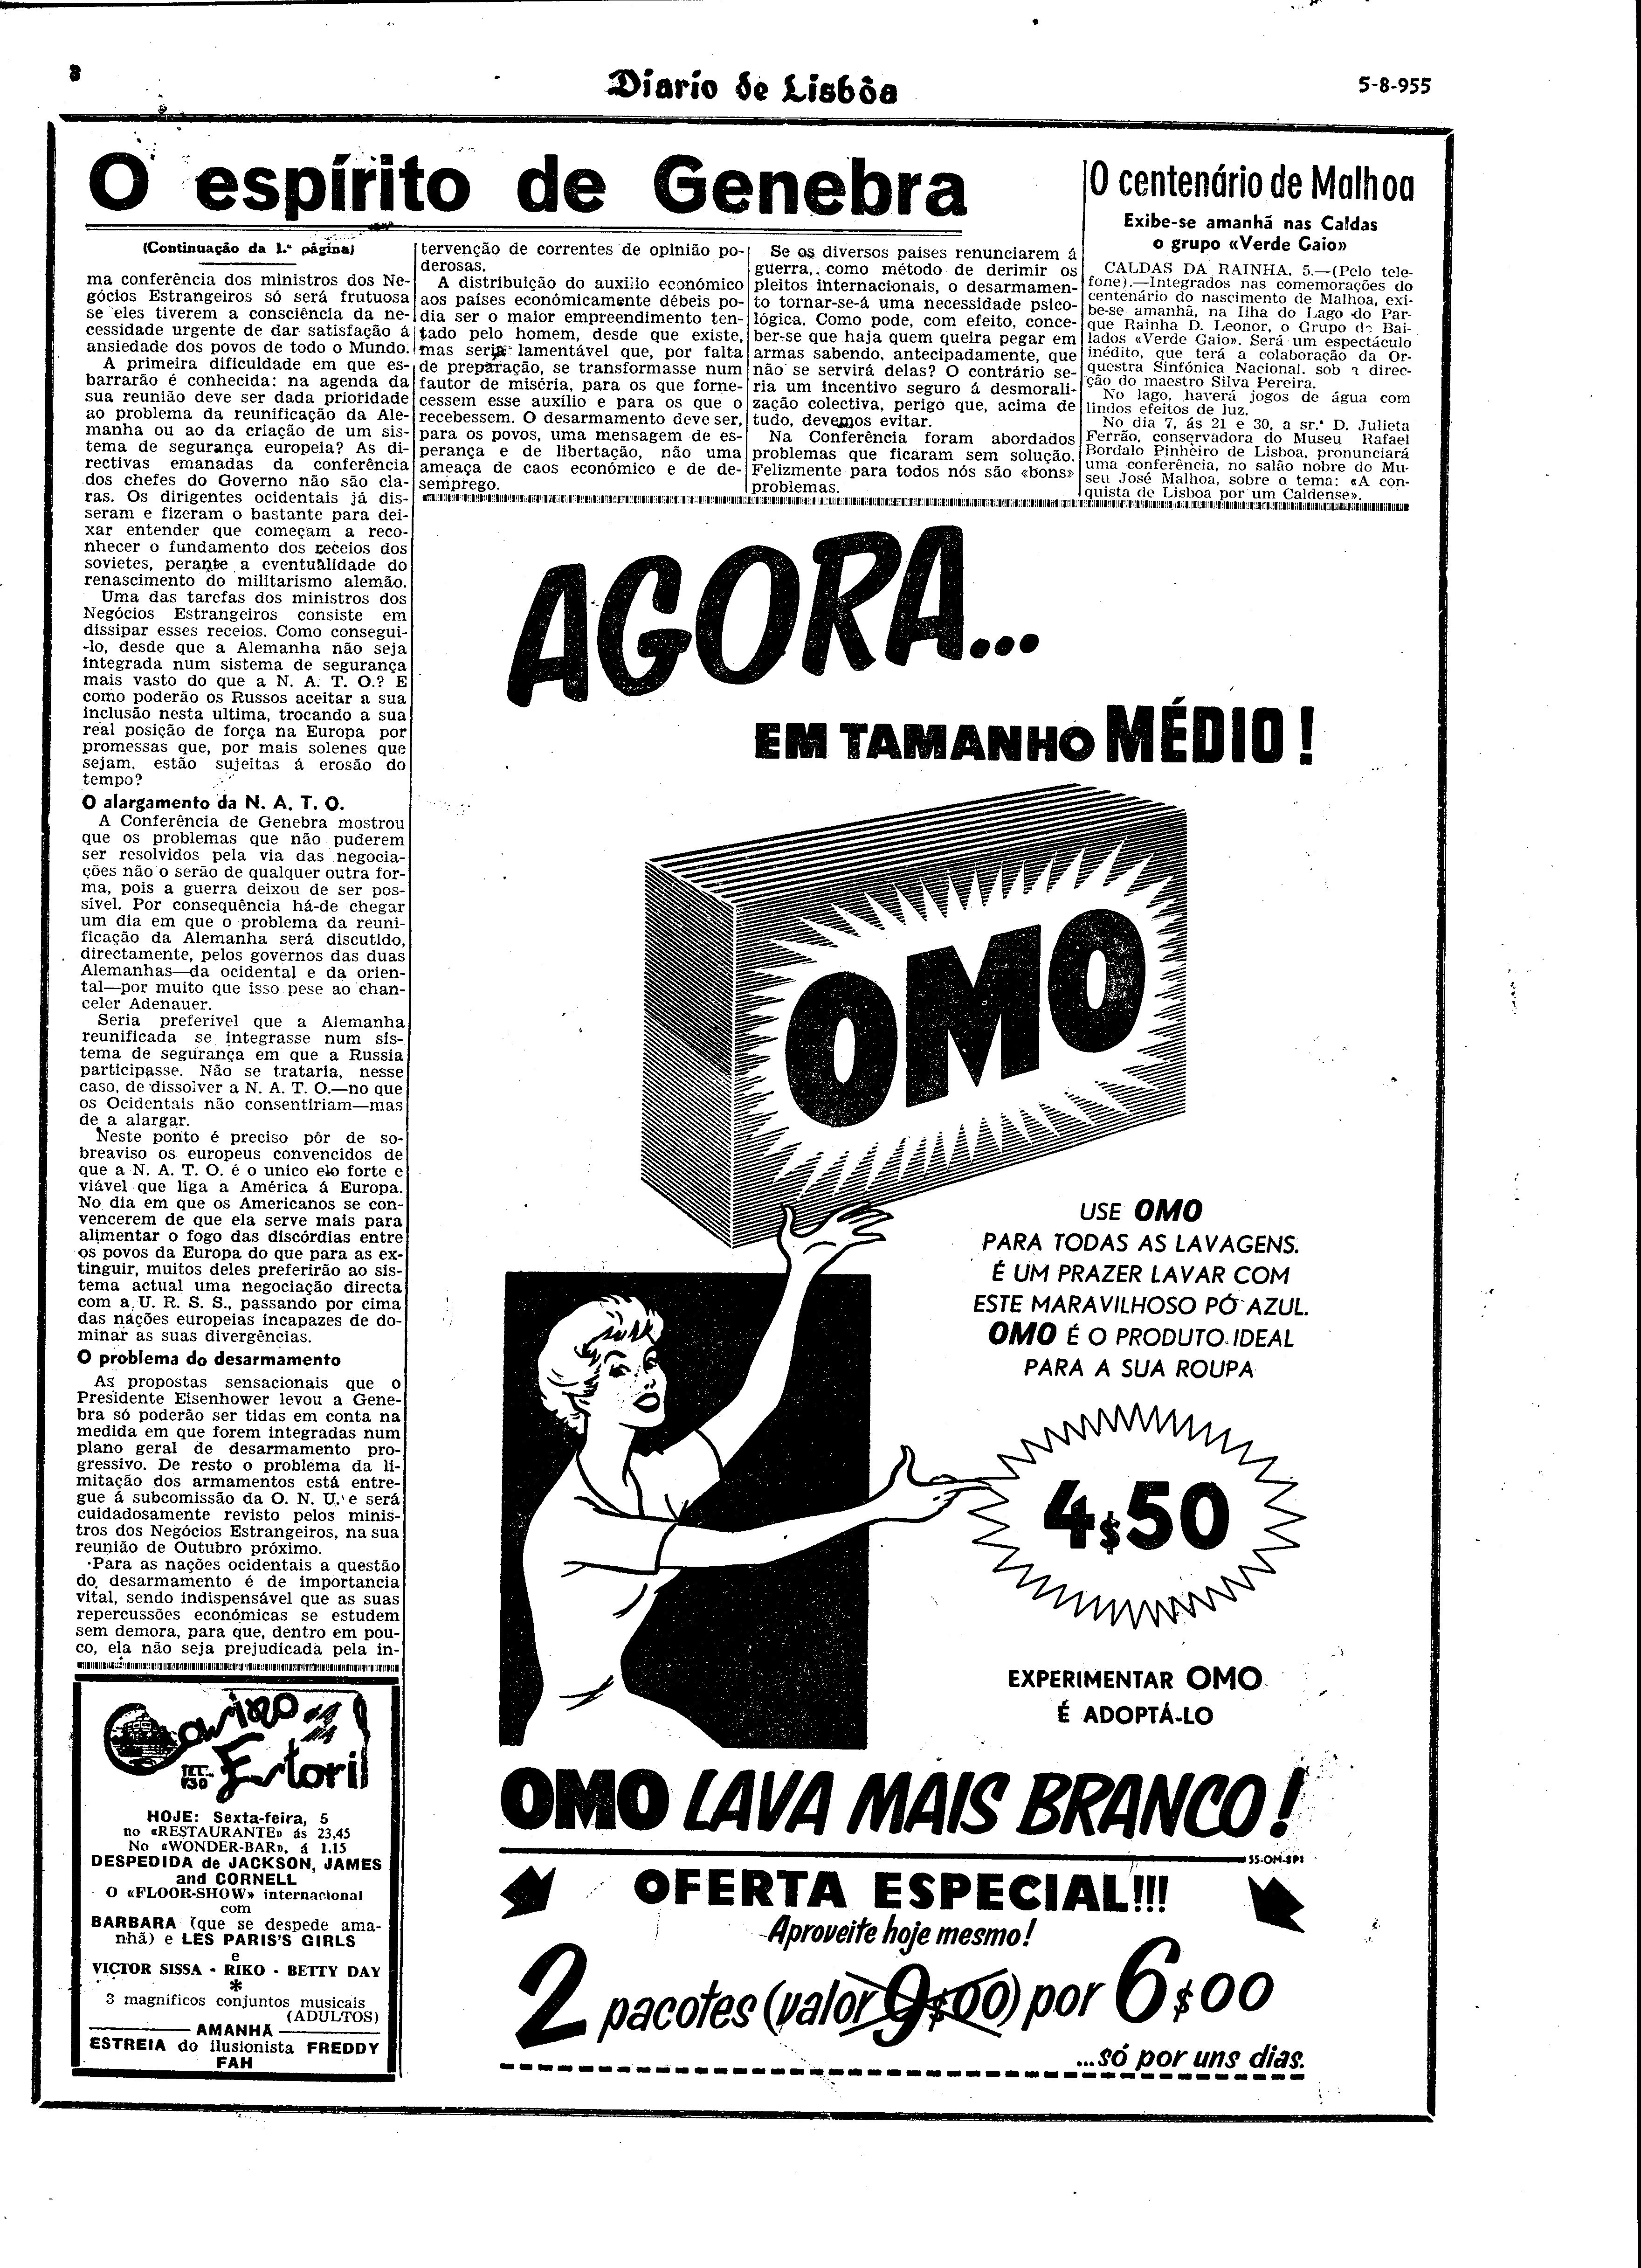 8
Diario de Lisbôa
5-8-955
O espírito de Genebra
(Continuação da 1.ª página)
ma conferência dos ministros dos Ne-
gócios Estrangeiros só será frutuosa
se eles tiverem a consciência da ne-
cessidade urgente de dar satisfação á
ansiedade dos povos de todo o Mundo.
A primeira dificuldade em que es-
barrarão é conhecida: na agenda da
sua reunião deve ser dada prioridade
ao problema da reunificação da Ale-
manha ou ao da criação de um sis-
tema de segurança europeia? As di-
rectivas emanadas da conferência
dos chefes do Governo não são cla-
ras. Os dirigentes ocidentais já dis-
seram e fizeram o bastante para dei-
xar entender que começam a reco-
nhecer o fundamento dos receios dos
sovietes, perante a eventualidade do
renascimento do militarismo alemão.
Uma das tarefas dos ministros dos
Negócios Estrangeiros consiste em
dissipar esses receios. Como consegui-
-lo, desde que a Alemanha não seja
integrada num sistema de segurança
mais vasto do que a N. A. T. O.? E
como poderão os Russos aceitar a sua
inclusão nesta ultima, trocando a sua
real posição de força na Europa por
promessas que, por mais solenes que
sejam, estão sujeitas á erosão do
tempo?
O alargamento da N. A. T. O.
A Conferência de Genebra mostrou
que os problemas que não puderem
ser resolvidos pela via das negocia-
ções não o serão de qualquer outra for-
ma, pois a guerra deixou de ser pos-
sível. Por consequência há-de chegar
um dia em que o problema da reuni-
ficação da Alemanha será discutido,
directamente, pelos governos das duas
Alemanhas—da ocidental e da orien-
tal—por muito que isso pese ao chan-
celer Adenauer.
Seria preferível que a Alemanha
reunificada se integrasse num sis-
tema de segurança em que a Russia
participasse. Não se trataria, nesse
caso, de dissolver a N. A. T. O.—no que
os Ocidentais não consentiriam—mas
de a alargar.
Neste ponto é preciso pôr de so-
breaviso os europeus convencidos de
que a N. A. T. O. é o unico elo forte e
viável que liga a América á Europa.
No dia em que os Americanos se con-
vencerem de que ela serve mais para
alimentar o fogo das discórdias entre
os povos da Europa do que para as ex-
tinguir, muitos deles preferirão ao sis-
tema actual uma negociação directa
com a U. R. S. S., passando por cima
das nações europeias incapazes de do-
minar as suas divergências.
O problema do desarmamento
As propostas sensacionais que o
Presidente Eisenhower levou a Gene-
bra só poderão ser tidas em conta na
medida em que forem integradas num
plano geral de desarmamento pro-
gressivo. De resto o problema da li-
mitação dos armamentos está entre-
gue á subcomissão da O. N. U. e será
cuidadosamente revisto pelos minis-
tros dos Negócios Estrangeiros, na sua
reunião de Outubro próximo.
Para as nações ocidentais a questão
do desarmamento é de importancia
vital, sendo indispensável que as suas
repercussões económicas se estudem
sem demora, para que, dentro em pou-
co, ela não seja prejudicada pela in-
tervenção de correntes de opinião po-
derosas.
A distribuição do auxilio económico
aos países económicamente débeis po-
dia ser o maior empreendimento ten-
tado pelo homem, desde que existe,
mas seria lamentável que, por falta
de preparação, se transformasse num
fautor de miséria, para os que forne-
cessem esse auxílio e para os que o
recebessem. O desarmamento deve ser,
para os povos, uma mensagem de es-
perança e de libertação, não uma
ameaça de caos económico e de de-
semprego.
Se os diversos países renunciarem á
guerra, como método de derimir os
pleitos internacionais, o desarmamen-
to tornar-se-á uma necessidade psico-
lógica. Como pode, com efeito, conce-
ber-se que haja quem queira pegar em
armas sabendo, antecipadamente, que
não se servirá delas? O contrário se-
ria um incentivo seguro á desmorali-
zação colectiva, perigo que, acima de
tudo, devemos evitar.
Na Conferência foram abordados
problemas que ficaram sem solução.
Felizmente para todos nós são «bons»
problemas.
O centenário de Malhoa
Exibe-se amanhã nas Caldas
o grupo «Verde Gaio»
CALDAS DA RAINHA, 5.—(Pelo tele-
fone).—Integrados nas comemorações do
centenário do nascimento de Malhoa, exi-
be-se amanhã, na Ilha do Lago do Par-
que Rainha D. Leonor, o Grupo de Bai-
lados «Verde Gaio». Será um espectáculo
inédito, que terá a colaboração da Or-
questra Sinfónica Nacional, sob a direc-
ção do maestro Silva Pereira.
No lago, haverá jogos de água com
lindos efeitos de luz.
No dia 7, ás 21 e 30, a sr.ª D. Julieta
Ferrão, conservadora do Museu Rafael
Bordalo Pinheiro de Lisboa, pronunciará
uma conferência, no salão nobre do Mu-
seu José Malhoa, sobre o tema: «A con-
quista de Lisboa por um Caldense».
AGORA...
EM TAMANHO MÉDIO!
OMO
USE OMO
PARA TODAS AS LAVAGENS.
É UM PRAZER LAVAR COM
ESTE MARAVILHOSO PÓ AZUL.
OMO É O PRODUTO IDEAL
PARA A SUA ROUPA
4$50
EXPERIMENTAR OMO
É ADOPTÁ-LO
OMO LAVA MAIS BRANCO!
55-OM-SP1
OFERTA ESPECIAL!!!
Aproveite hoje mesmo!
2 pacotes (valor 9$00) por 6$00
...só por uns dias.
Casino
Estoril
TEL. 950
HOJE: Sexta-feira, 5
no «RESTAURANTE» ás 23,45
No «WONDER-BAR», á 1.15
DESPEDIDA de JACKSON, JAMES
and CORNELL
O «FLOOR-SHOW» internacional
com
BARBARA (que se despede ama-
nhã) e LES PARIS'S GIRLS
e
VICTOR SISSA - RIKO - BETTY DAY
*
3 magnificos conjuntos musicais
(ADULTOS)
AMANHÃ
ESTREIA do ilusionista FREDDY
FAH